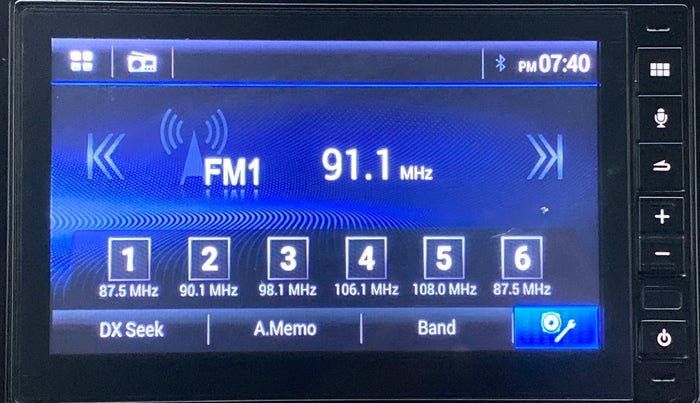 PM 07:40
FM1
91.1 MHz
1 2 3 4 5 6
87.5 MHz 90.1 MHz 98.1 MHz 106.1 MHz 108.0 MHz 87.5 MHz
DX Seek A.Memo Band